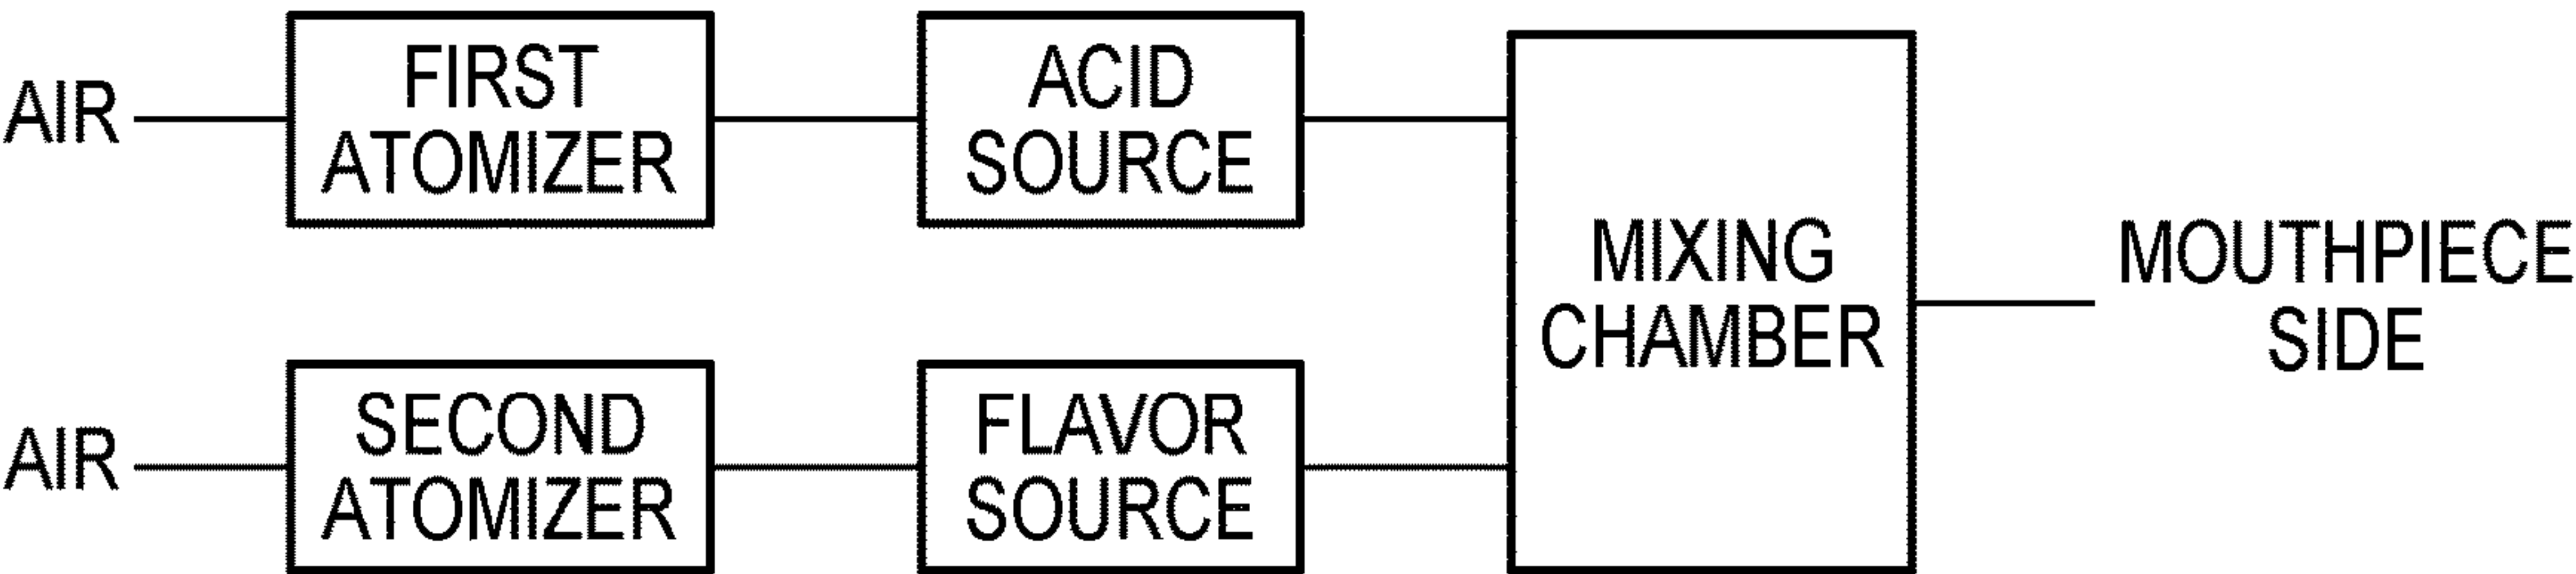 AIR
FIRST
ATOMIZER
ACID
SOURCE
AIR
SECOND
ATOMIZER
FLAVOR
SOURCE
MIXING
CHAMBER
MOUTHPIECE
SIDE